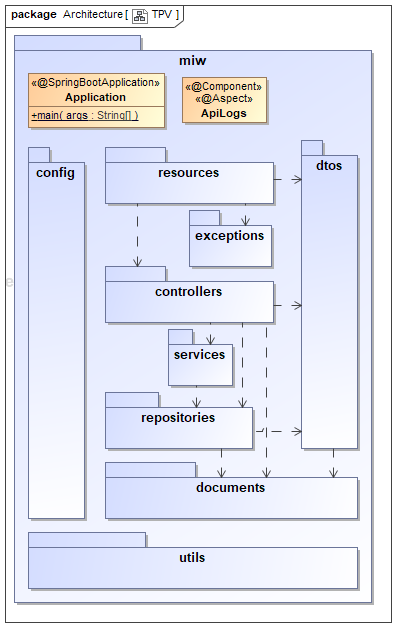 package Architecture [ TPV ]
miw
«@SpringBootApplication»
Application
+main( args : String[] )
«@Component»
«@Aspect»
ApiLogs
config
resources
dtos
exceptions
controllers
services
repositories
documents
utils